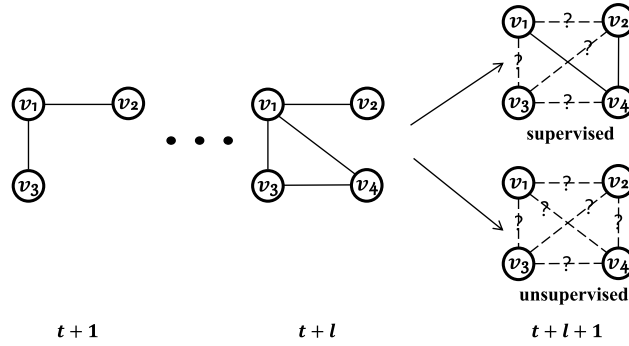 v₁ v₂
v₃
v₁ v₂
v₃ v₄
v₁ ? v₂
? ?
v₃ ? v₄
supervised
v₁ ? v₂
? ? ? ?
v₃ ? v₄
unsupervised
t + 1 t + l t + l + 1